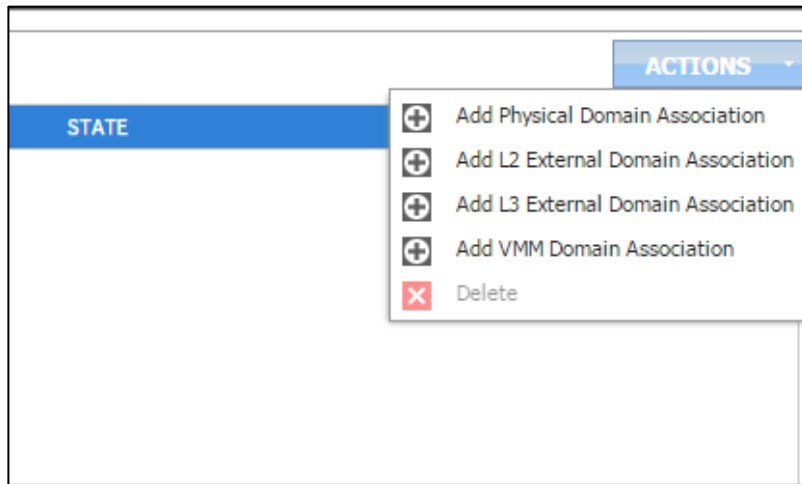 ACTIONS
STATE
Add Physical Domain Association
Add L2 External Domain Association
Add L3 External Domain Association
Add VMM Domain Association
Delete